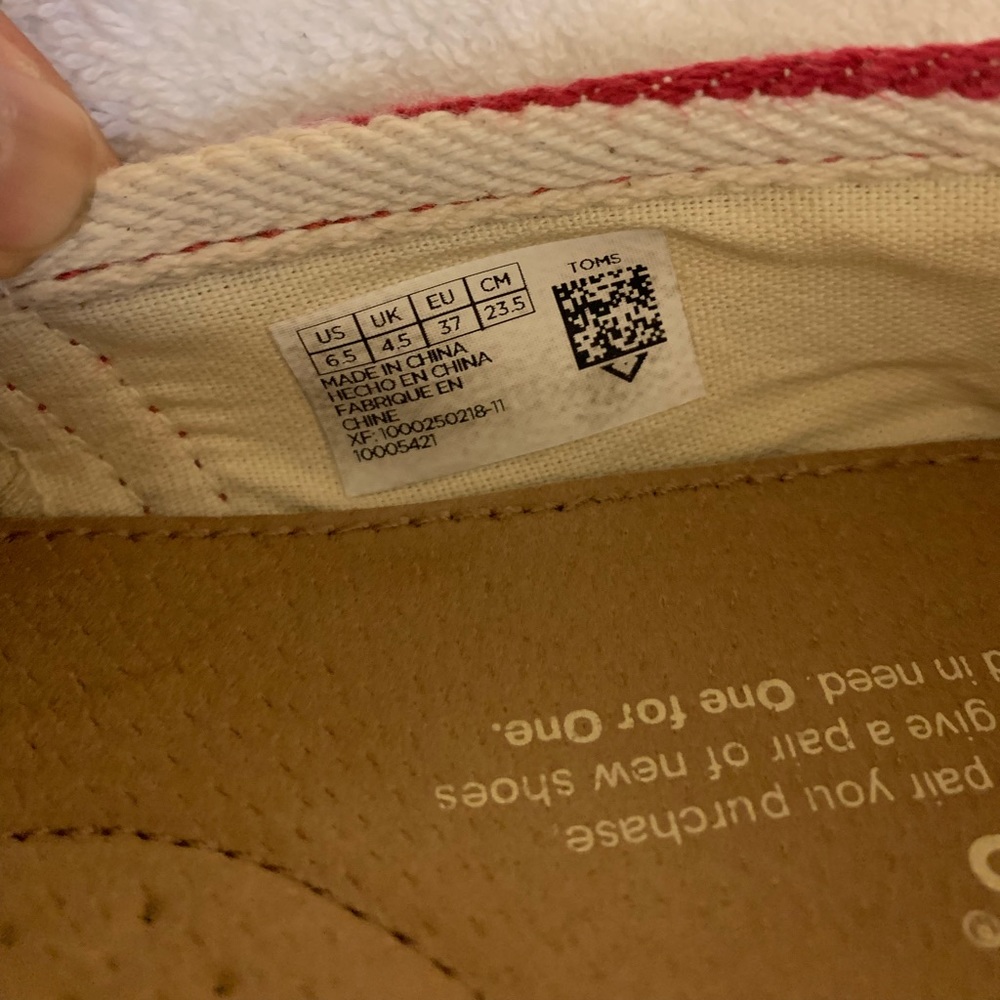 TOMS
US UK EU CM
6.5 4.5 37 23.5
MADE IN CHINA
HECHO EN CHINA
FABRIQUE EN
CHINE
XF: 1000250218-11
10005421
pair you purchase,
give a pair of new shoes
in need. One for One.